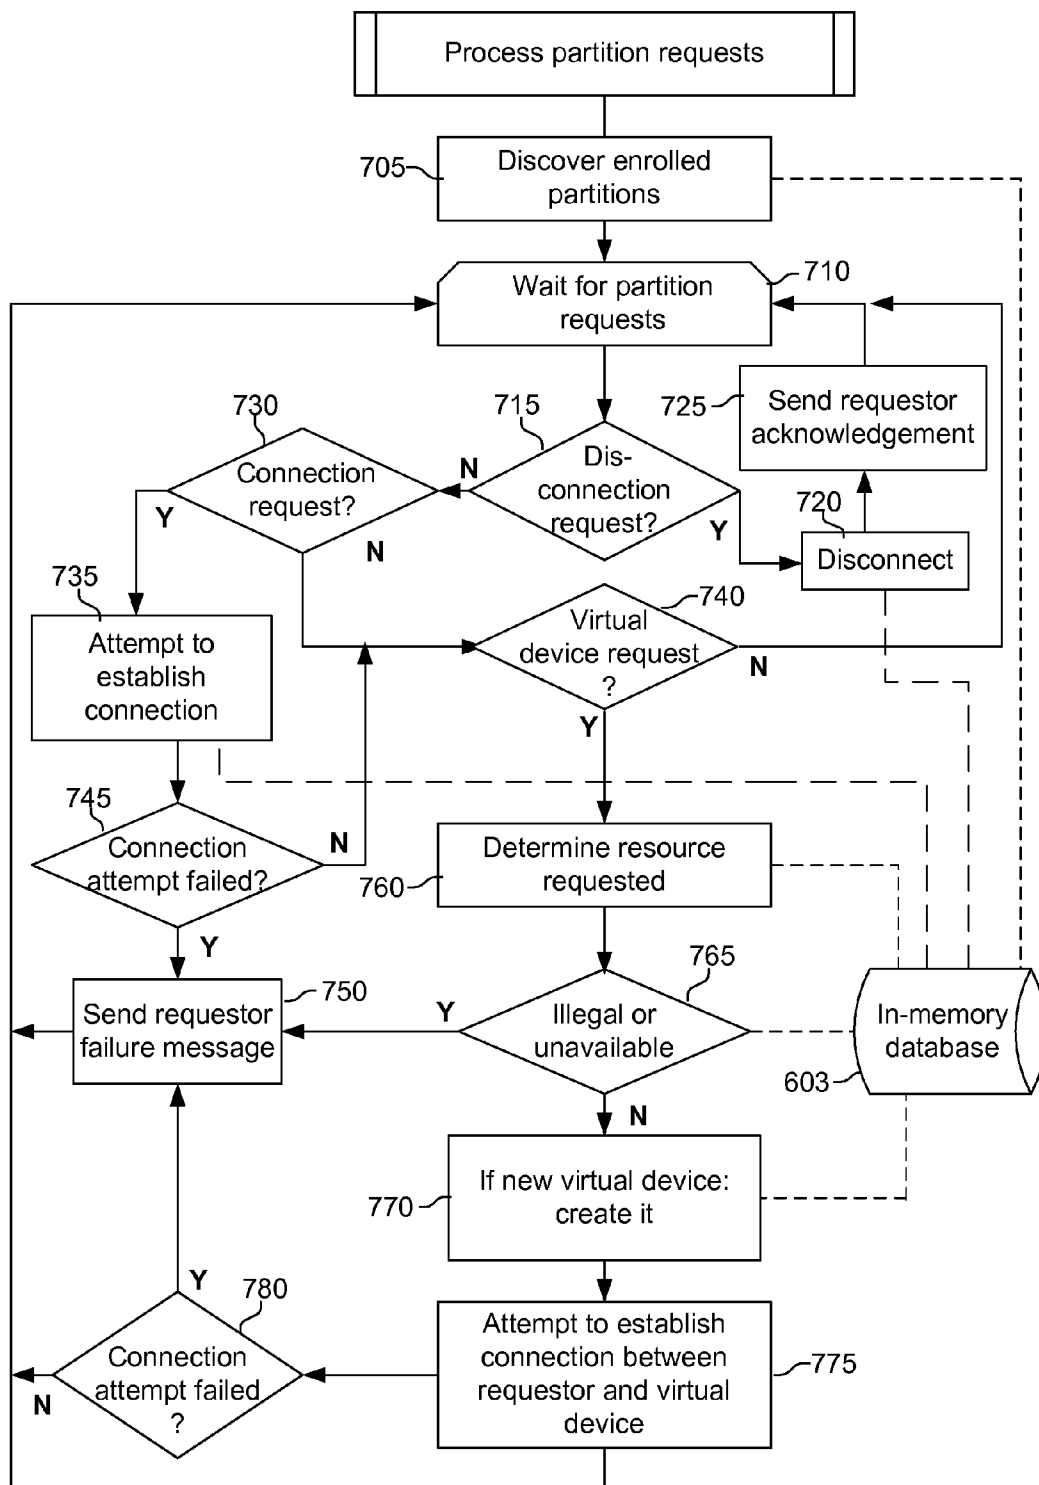 Process partition requests
705
Discover enrolled
partitions
710
Wait for partition
requests
730
715
725
Send requestor
acknowledgement
Connection
request?
N
Dis-
connection
request?
Y
Y
N
720
Disconnect
735
Attempt to
establish
connection
740
Virtual
device request
?
N
Y
745
Connection
attempt failed?
N
Y
760
Determine resource
requested
750
Send requestor
failure message
Y
765
Illegal or
unavailable
In-memory
database
603
N
770
If new virtual device:
create it
Y
780
Connection
attempt failed
?
N
Attempt to establish
connection between
requestor and virtual
device
775